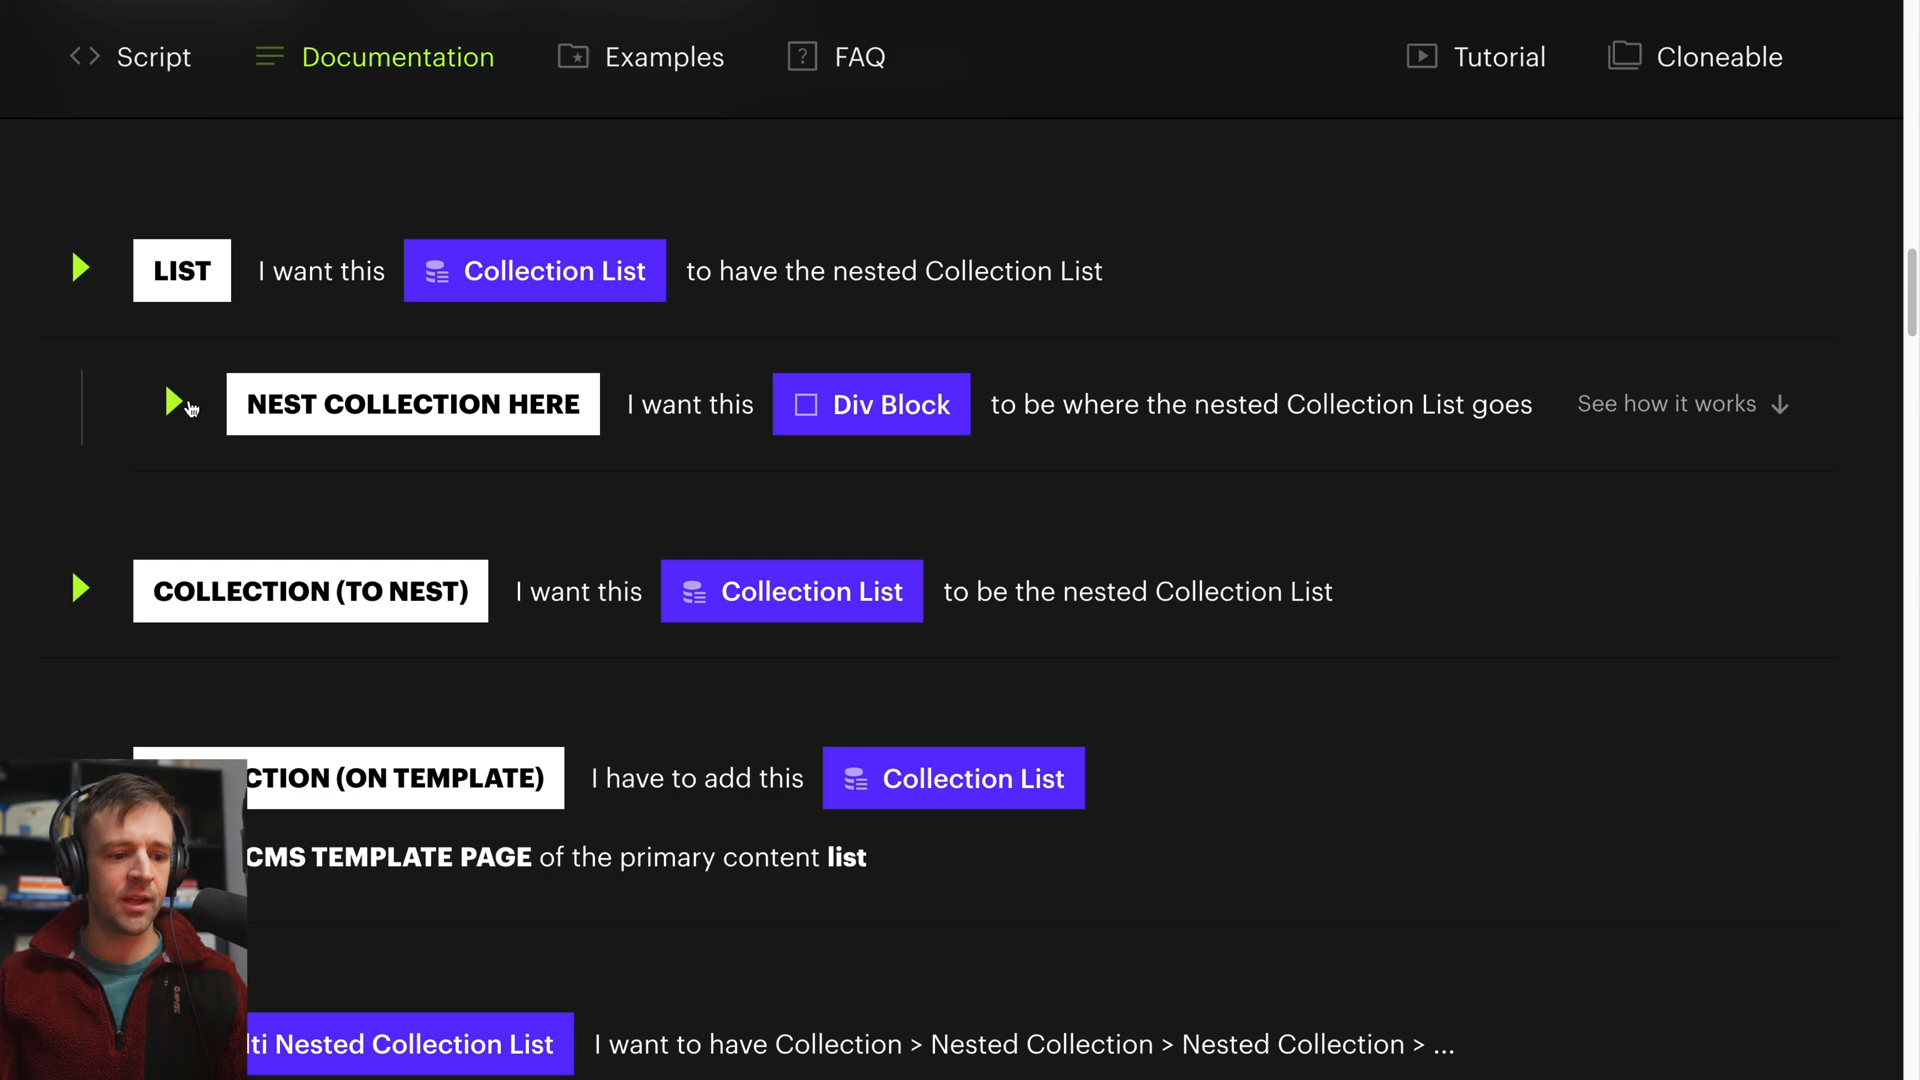 Script Documentation Examples FAQ Tutorial Cloneable
LIST I want this Collection List to have the nested Collection List
NEST COLLECTION HERE I want this Div Block to be where the nested Collection List goes See how it works
COLLECTION (TO NEST) I want this Collection List to be the nested Collection List
CTION (ON TEMPLATE) I have to add this Collection List
CMS TEMPLATE PAGE of the primary content list
lti Nested Collection List I want to have Collection > Nested Collection > Nested Collection > ...